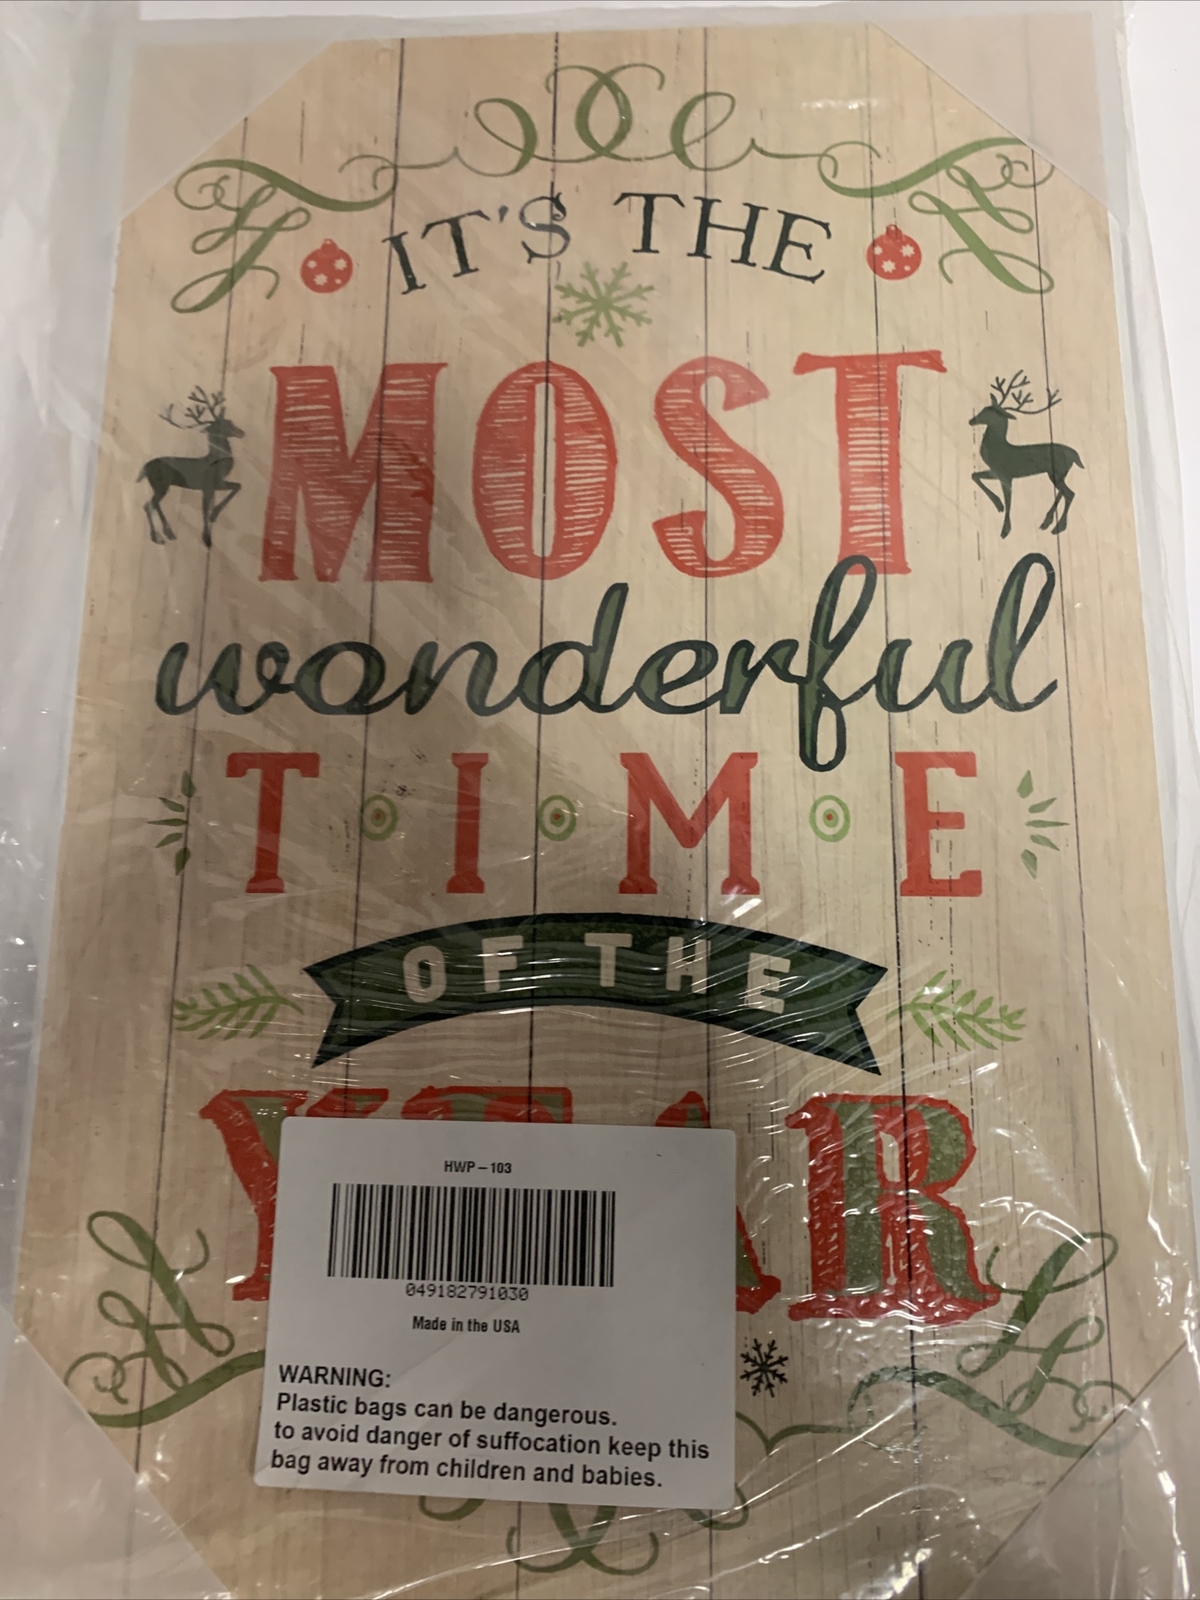 IT'S THE
MOST
wonderful
TIME
OF THE
YEAR
HWP-103
049182791030
Made in the USA
WARNING:
Plastic bags can be dangerous.
to avoid danger of suffocation keep this
bag away from children and babies.